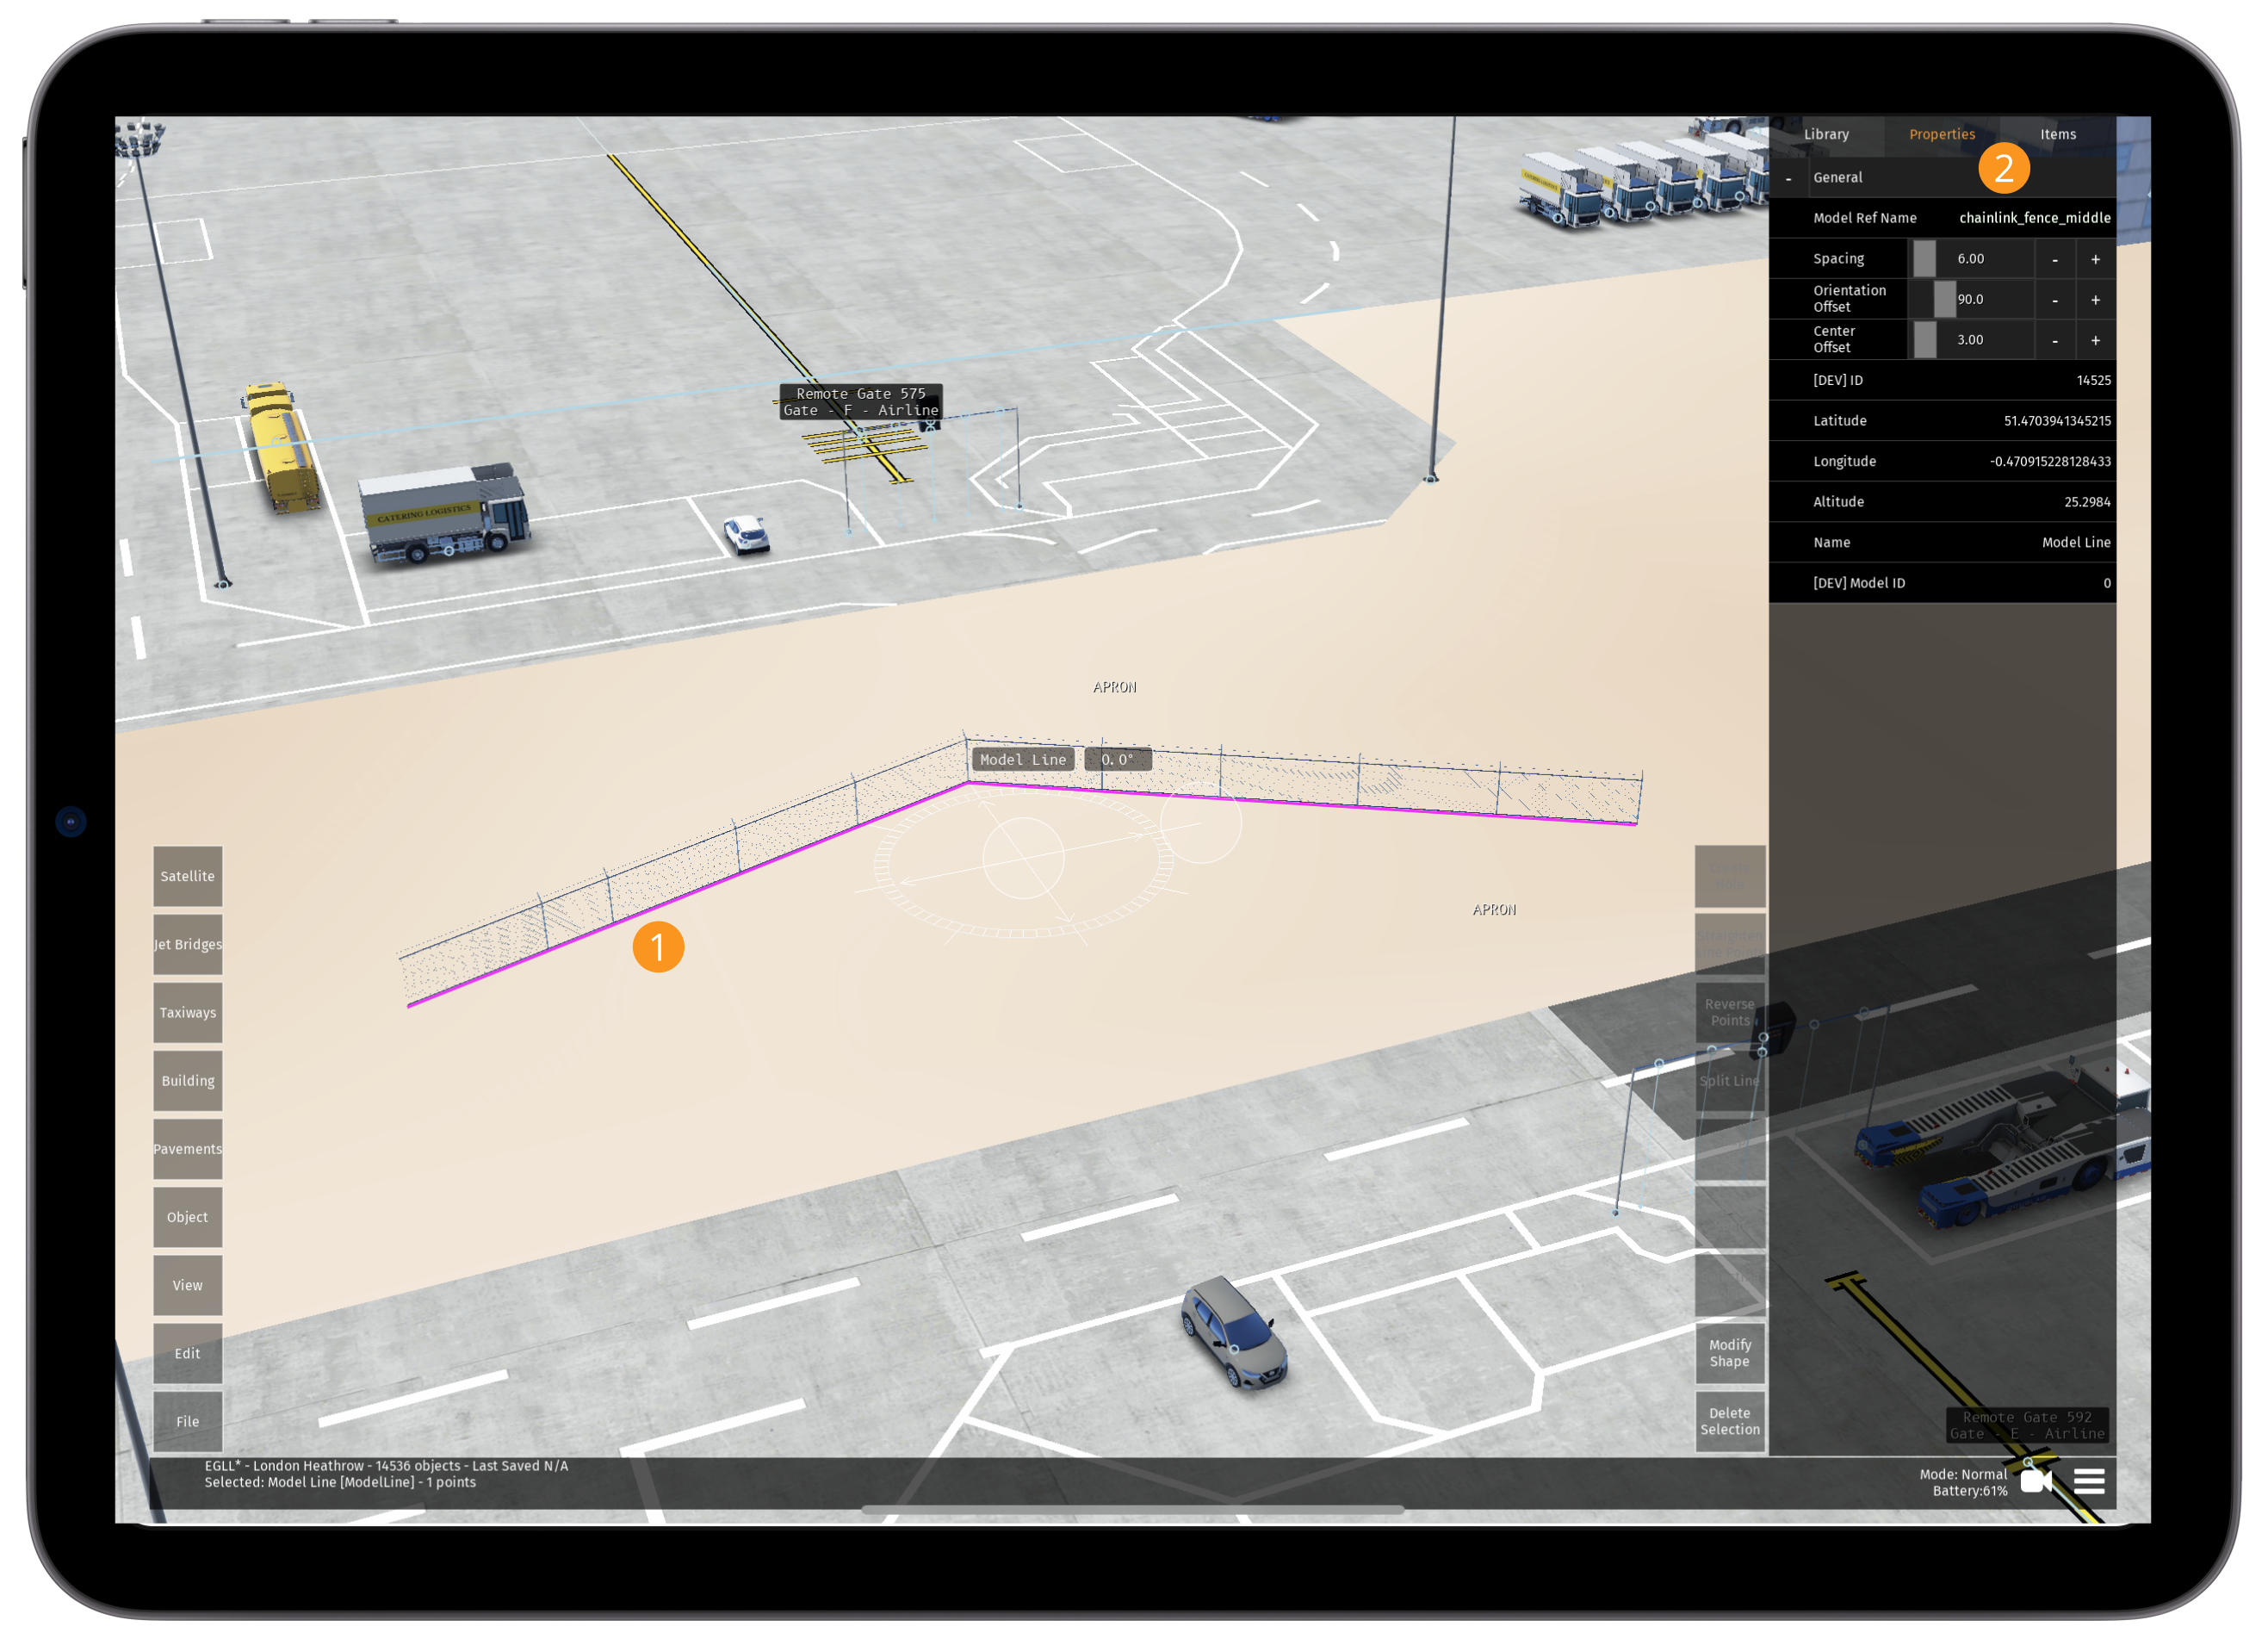 Library
Properties
Items
2
-
General
Model Ref Name
chainlink_fence_middle
Spacing
6.00
-
+
Orientation
Offset
90.0
-
+
Center
Offset
3.00
-
+
[DEV] ID
14525
Latitude
51.4703941345215
Longitude
-0.470915228128433
Altitude
25.2984
Name
Model Line
[DEV] Model ID
0
Remote Gate 575
Gate - F - Airline
CATERING LOGISTICS
APRON
Model Line
0.0°
APRON
1
Satellite
Jet Bridges
Taxiways
Building
Pavements
Object
View
Edit
File
Straighten
Reverse
Points
Split Line
Modify
Shape
Delete
Selection
Remote Gate 592
Gate - E - Airline
EGLL* - London Heathrow - 14536 objects - Last Saved N/A
Selected: Model Line [ModelLine] - 1 points
Mode: Normal
Battery:61%